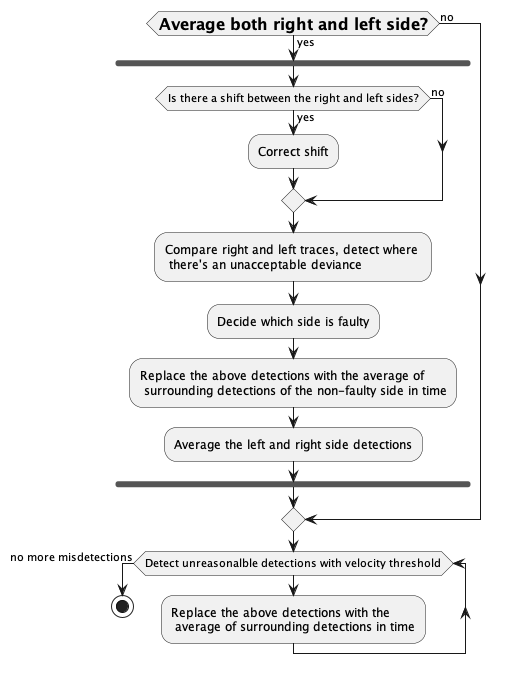 Average both right and left side?
no
yes
Is there a shift between the right and left sides?
no
yes
Correct shift
Compare right and left traces, detect where
there's an unacceptable deviance
Decide which side is faulty
Replace the above detections with the average of
surrounding detections of the non-faulty side in time
Average the left and right side detections
no more misdetections
Detect unreasonalble detections with velocity threshold
Replace the above detections with the
average of surrounding detections in time